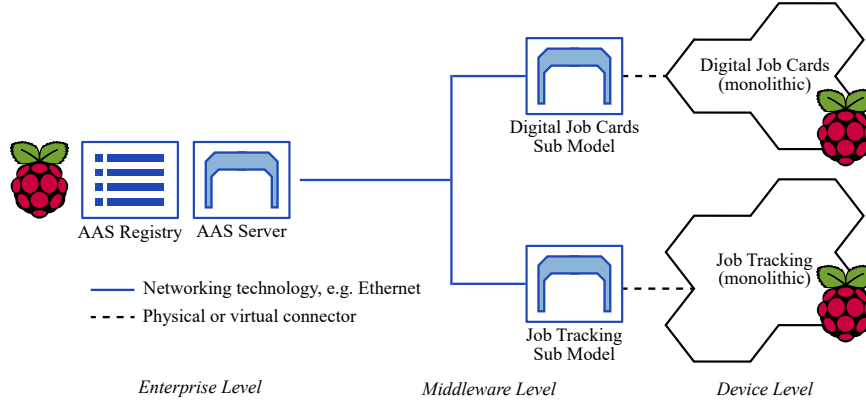 Digital Job Cards
(monolithic)
Digital Job Cards
Sub Model
AAS Registry
AAS Server
Job Tracking
(monolithic)
Networking technology, e.g. Ethernet
Physical or virtual connector
Job Tracking
Sub Model
Enterprise Level
Middleware Level
Device Level